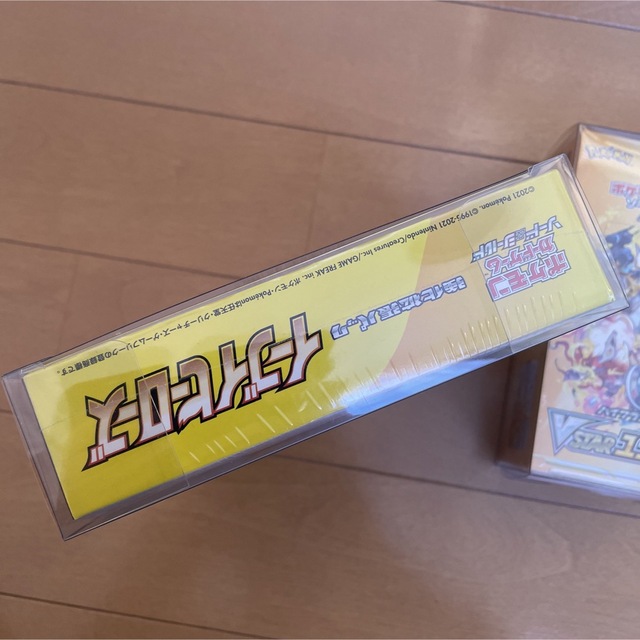 ポケモン
カードゲーム
ソード&シールド
強化拡張パック
イーブイヒーローズ
©2021 Pokémon. ©1995-2021 Nintendo/Creatures Inc./GAME FREAK inc. ポケモン・Pokémonは任天堂・クリーチャーズ・ゲームフリークの登録商標です。